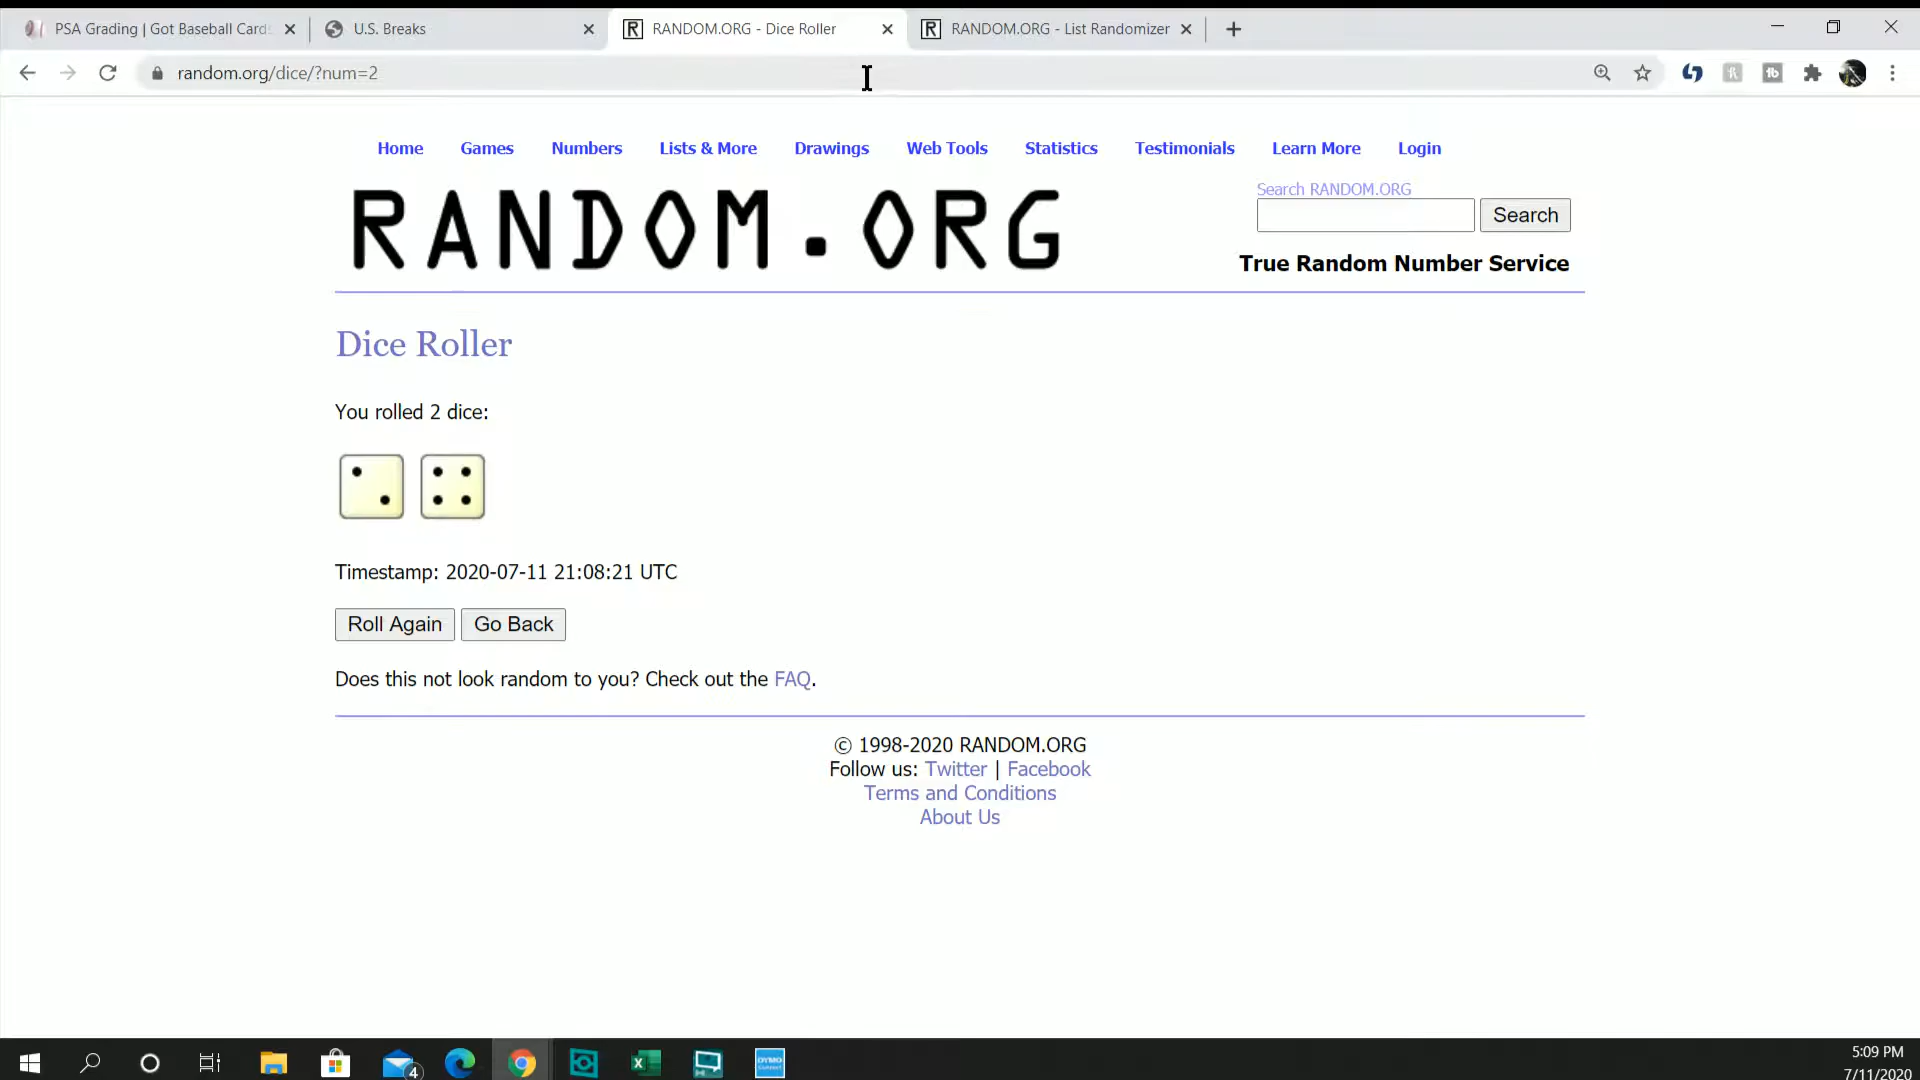 PSA Grading | Got Baseball Cards
U.S. Breaks
RANDOM.ORG - Dice Roller
RANDOM.ORG - List Randomizer
random.org/dice/?num=2
Home
Games
Numbers
Lists & More
Drawings
Web Tools
Statistics
Testimonials
Learn More
Login
RANDOM.ORG
Search RANDOM.ORG
Search
True Random Number Service
Dice Roller
You rolled 2 dice:
Timestamp: 2020-07-11 21:08:21 UTC
Roll Again
Go Back
Does this not look random to you? Check out the FAQ.
© 1998-2020 RANDOM.ORG
Follow us: Twitter | Facebook
Terms and Conditions
About Us
4
DYMO
5:09 PM
7/11/2020